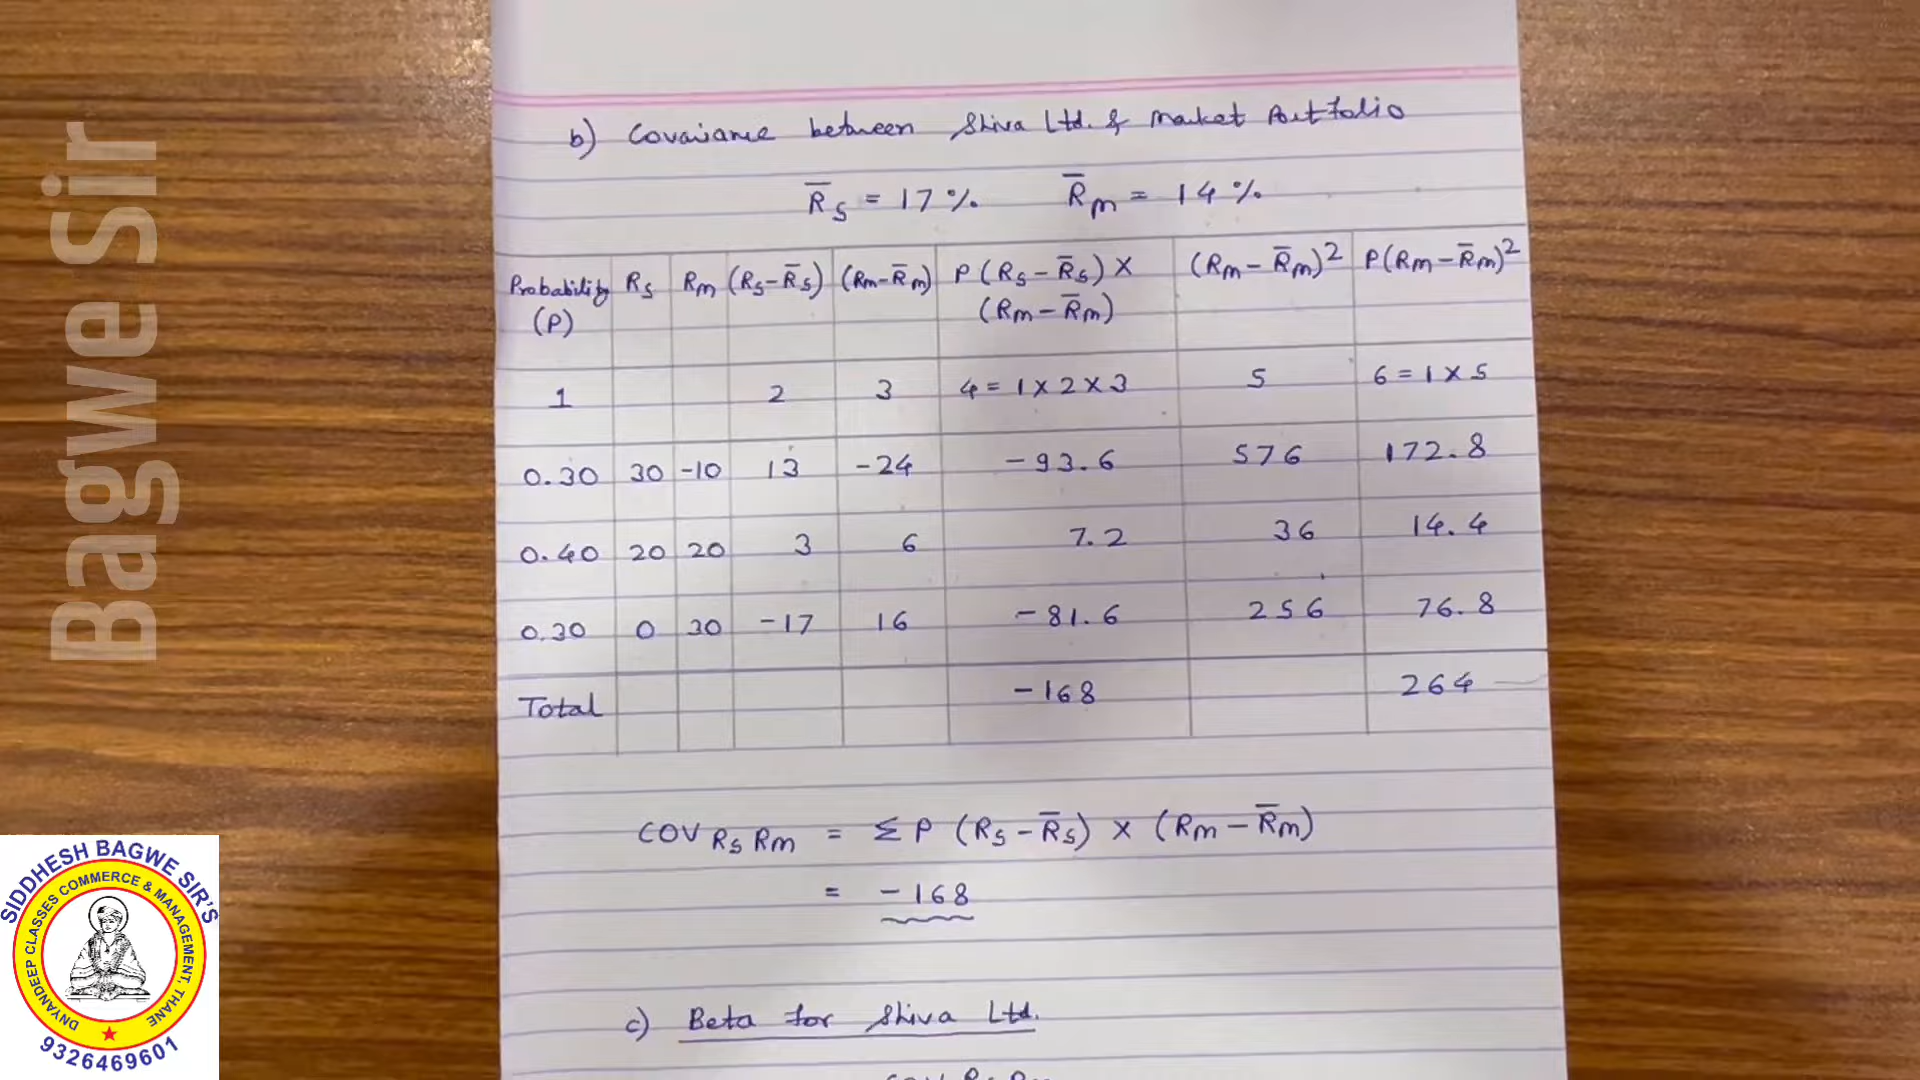 b) Covariance between Shiva Ltd. & Market Portfolio
R̅s = 17% R̅m = 14%
Probability (P) Rs Rm (Rs-R̅s) (Rm-R̅m) P(Rs-R̅s)× (Rm-R̅m) (Rm-R̅m)² P(Rm-R̅m)²
1 2 3 4=1×2×3 5 6=1×5
0.30 30 -10 13 -24 -93.6 576 172.8
0.40 20 20 3 6 7.2 36 14.4
0.30 0 30 -17 16 -81.6 256 76.8
Total -168 264
COV Rs Rm = Σ P (Rs-R̅s) × (Rm-R̅m)
= -168
c) Beta for Shiva Ltd.
Bagwe Sir
SIDDHESH BAGWE SIR'S
DNYANDEEP CLASSES COMMERCE & MANAGEMENT, THANE
9326469601